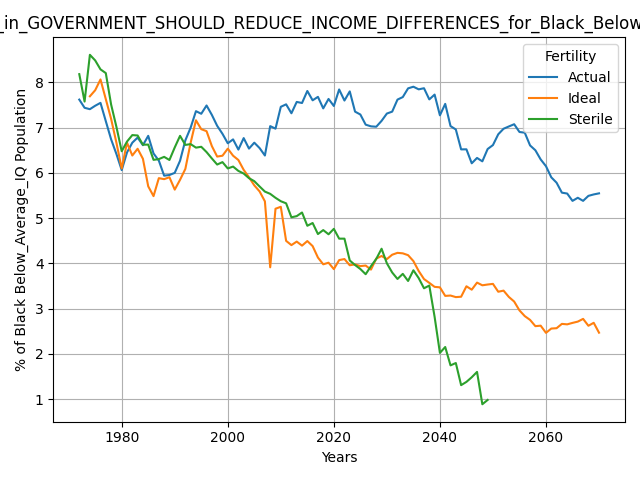 _in_GOVERNMENT_SHOULD_REDUCE_INCOME_DIFFERENCES_for_Black_Below
Fertility
Actual
Ideal
Sterile
% of Black Below_Average_IQ Population
8
7
6
5
4
3
2
1
1980 2000 2020 2040 2060
Years